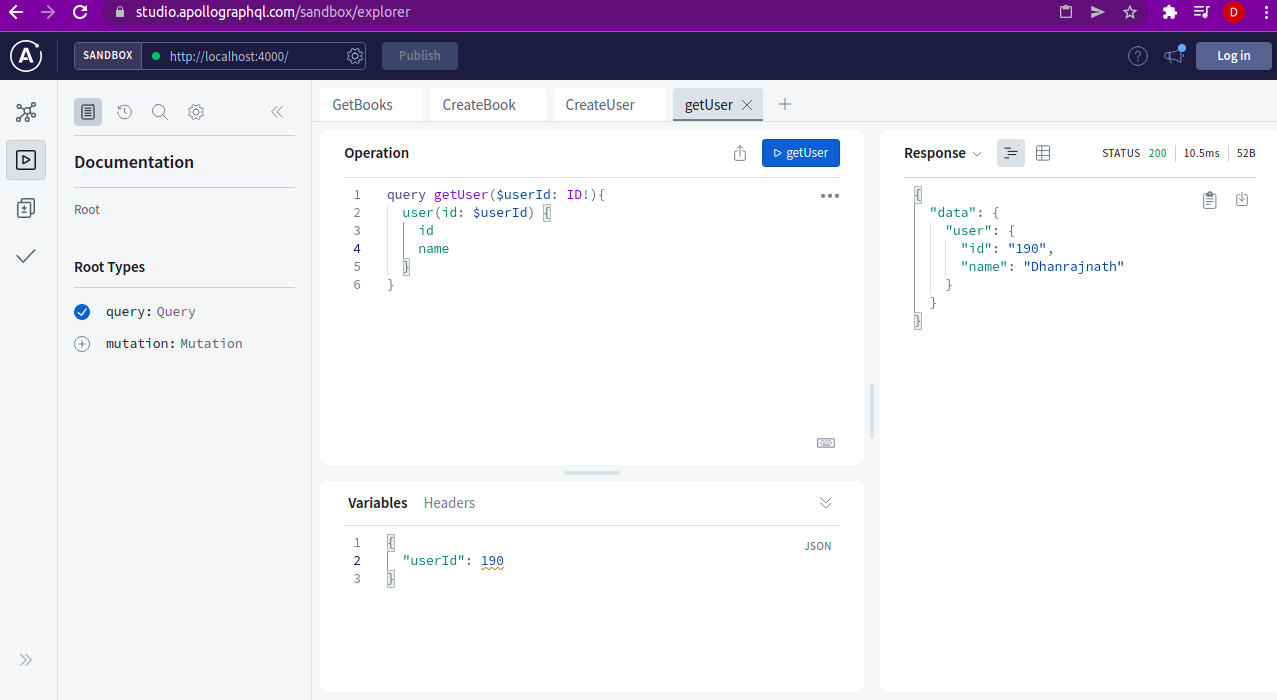 studio.apollographql.com/sandbox/explorer
D
A
SANDBOX
http://localhost:4000/
Publish
?
Log in
Documentation
Root
Root Types
query: Query
mutation: Mutation
GetBooks
CreateBook
CreateUser
getUser
Operation
getUser
1 query getUser($userId: ID!){
2 user(id: $userId) {
3 id
4 name
5 }
6 }
Variables
Headers
JSON
1 {
2 "userId": 190
3 }
Response
STATUS 200
10.5ms
52B
{
"data": {
"user": {
"id": "190",
"name": "Dhanrajnath"
}
}
}